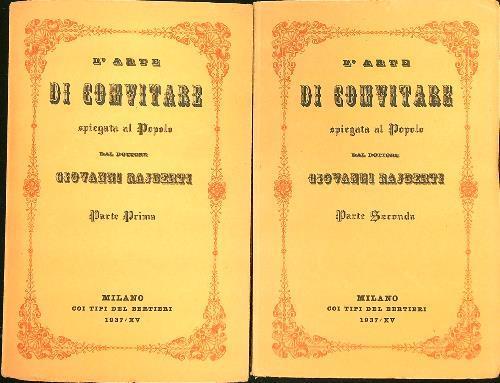 L' ARTE
DI CONVITARE
spiegata al Popolo
DAL DOTTORE
GIOVANNI RAJBERTI
Parte Prima
MILANO
COI TIPI DEL BERTIERI
1937/XV
L' ARTE
DI CONVITARE
spiegata al Popolo
DAL DOTTORE
GIOVANNI RAJBERTI
Parte Seconda
MILANO
COI TIPI DEL BERTIERI
1937/XV